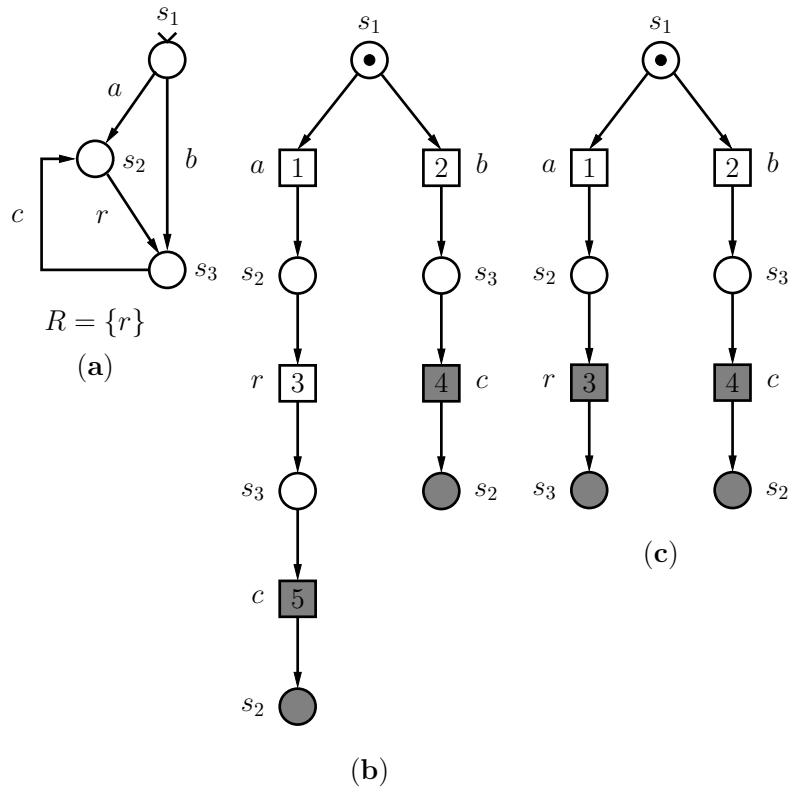 s₁
a
s₂
b
c
r
s₃
R = {r}
(a)
s₁
a 1 2 b
s₂ s₃
r 3 4 c
s₃ s₂
c 5
s₂
(b)
s₁
a 1 2 b
s₂ s₃
r 3 4 c
s₃ s₂
(c)